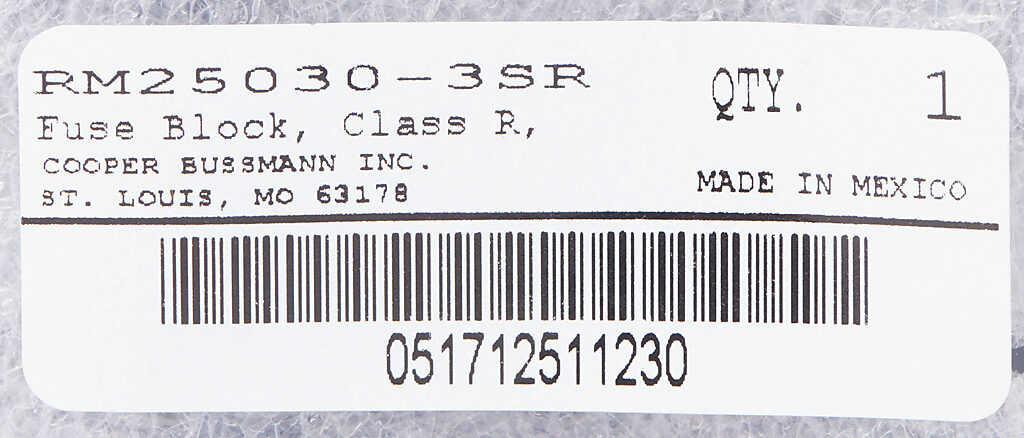 RM25030-3SR
QTY. 1
Fuse Block, Class R,
COOPER BUSSMANN INC.
ST. LOUIS, MO 63178
MADE IN MEXICO
051712511230